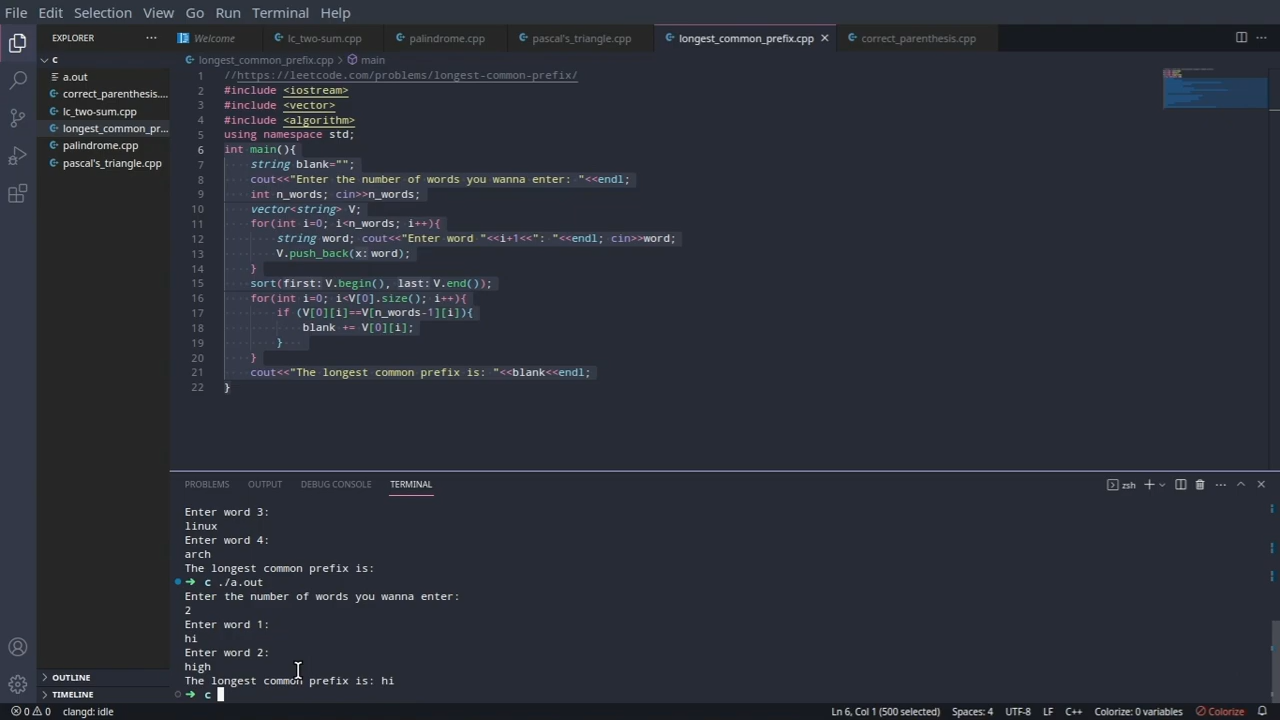 File Edit Selection View Go Run Terminal Help
EXPLORER
Welcome lc_two-sum.cpp palindrome.cpp pascal's_triangle.cpp longest_common_prefix.cpp correct_parenthesis.cpp
longest_common_prefix.cpp > main
c
a.out
correct_parenthesis....
lc_two-sum.cpp
longest_common_pr...
palindrome.cpp
pascal's_triangle.cpp
1 //https://leetcode.com/problems/longest-common-prefix/
2 #include <iostream>
3 #include <vector>
4 #include <algorithm>
5 using namespace std;
6 int main(){
7 string blank="";
8 cout<<"Enter the number of words you wanna enter: "<<endl;
9 int n_words; cin>>n_words;
10 vector<string> V;
11 for(int i=0; i<n_words; i++){
12 string word; cout<<"Enter word "<<i+1<<": "<<endl; cin>>word;
13 V.push_back(x: word);
14 }
15 sort(first: V.begin(), last: V.end());
16 for(int i=0; i<V[0].size(); i++){
17 if (V[0][i]==V[n_words-1][i]){
18 blank += V[0][i];
19 }
20 }
21 cout<<"The longest common prefix is: "<<blank<<endl;
22 }
PROBLEMS OUTPUT DEBUG CONSOLE TERMINAL
zsh
Enter word 3:
linux
Enter word 4:
arch
The longest common prefix is:
→ c ./a.out
Enter the number of words you wanna enter:
2
Enter word 1:
hi
Enter word 2:
high
The longest common prefix is: hi
→ c
OUTLINE
TIMELINE
0 0 clangd: idle Ln 6, Col 1 (500 selected) Spaces: 4 UTF-8 LF C++ Colorize: 0 variables Colorize